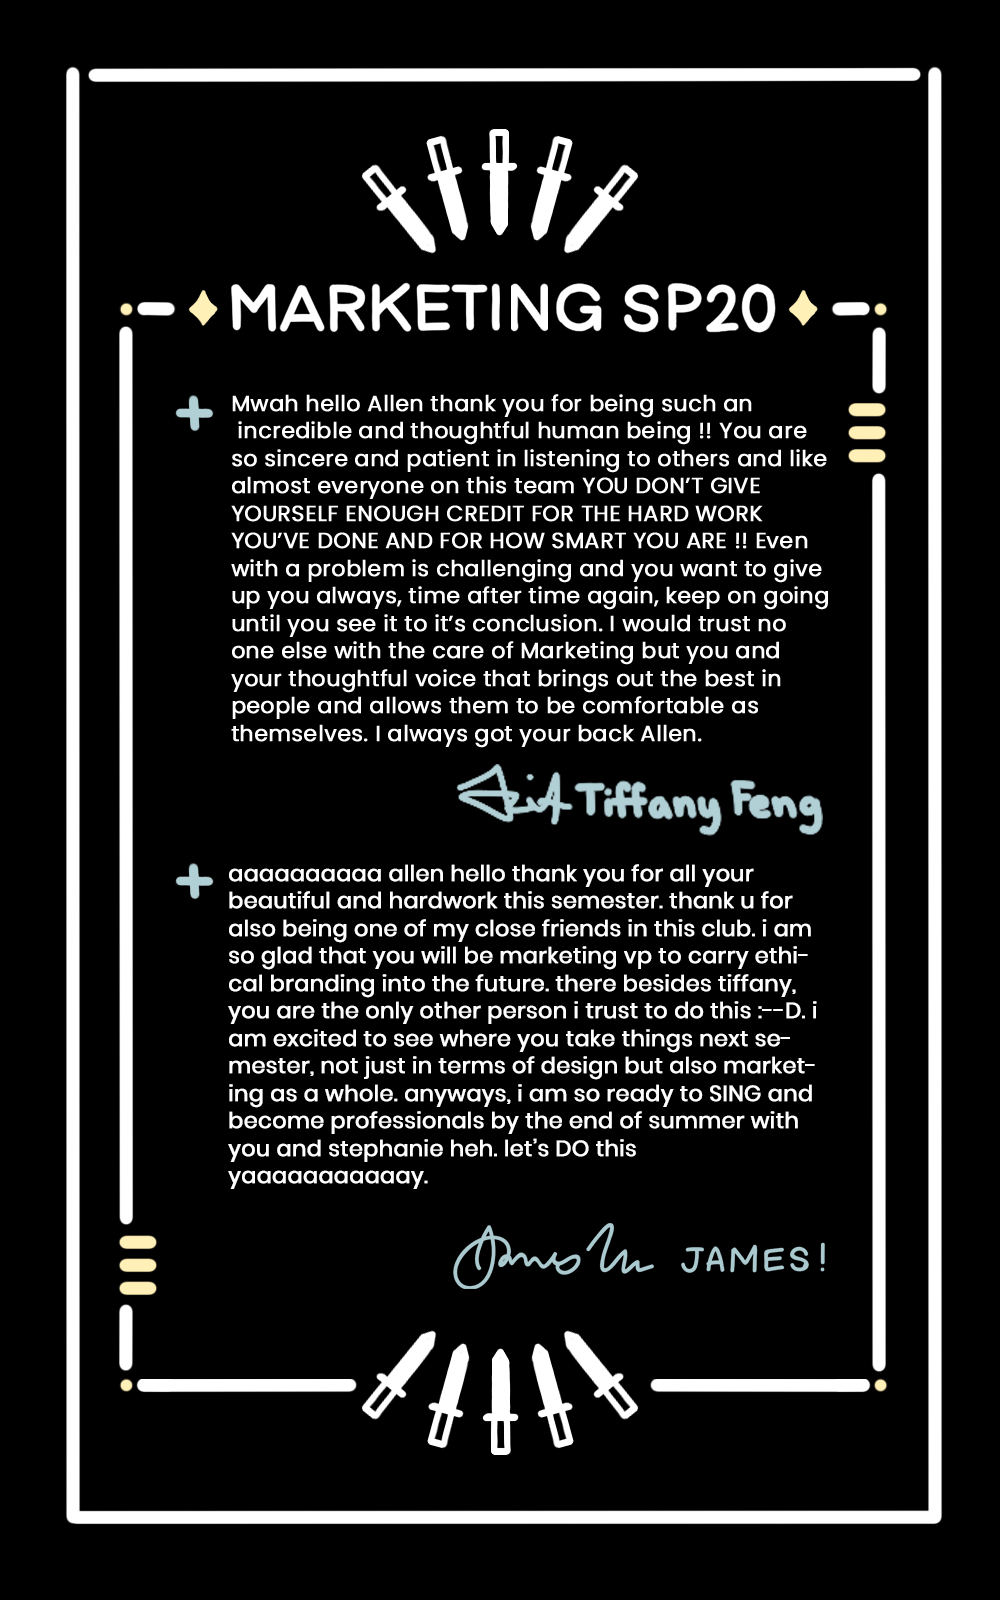 MARKETING SP20
Mwah hello Allen thank you for being such an
incredible and thoughtful human being !! You are
so sincere and patient in listening to others and like
almost everyone on this team YOU DON'T GIVE
YOURSELF ENOUGH CREDIT FOR THE HARD WORK
YOU'VE DONE AND FOR HOW SMART YOU ARE !! Even
with a problem is challenging and you want to give
up you always, time after time again, keep on going
until you see it to it's conclusion. I would trust no
one else with the care of Marketing but you and
your thoughtful voice that brings out the best in
people and allows them to be comfortable as
themselves. I always got your back Allen.
Tiffany Feng
aaaaaaaaaa allen hello thank you for all your
beautiful and hardwork this semester. thank u for
also being one of my close friends in this club. i am
so glad that you will be marketing vp to carry ethi-
cal branding into the future. there besides tiffany,
you are the only other person i trust to do this :--D. i
am excited to see where you take things next se-
mester, not just in terms of design but also market-
ing as a whole. anyways, i am so ready to SING and
become professionals by the end of summer with
you and stephanie heh. let's DO this
yaaaaaaaaaaay.
James JAMES!